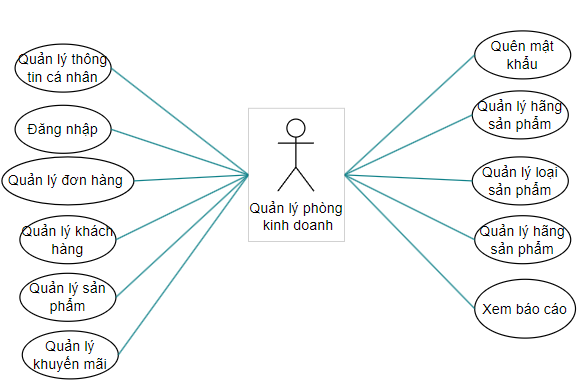 Quản lý thông
tin cá nhân
Đăng nhập
Quản lý đơn hàng
Quản lý khách
hàng
Quản lý sản
phẩm
Quản lý
khuyến mãi
Quản lý phòng
kinh doanh
Quên mật
khẩu
Quản lý hãng
sản phẩm
Quản lý loại
sản phẩm
Quản lý hãng
sản phẩm
Xem báo cáo